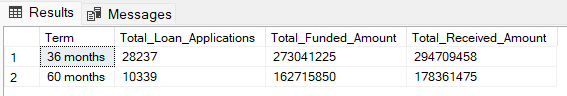 Results Messages
Term Total_Loan_Applications Total_Funded_Amount Total_Received_Amount
1 36 months 28237 273041225 294709458
2 60 months 10339 162715850 178361475